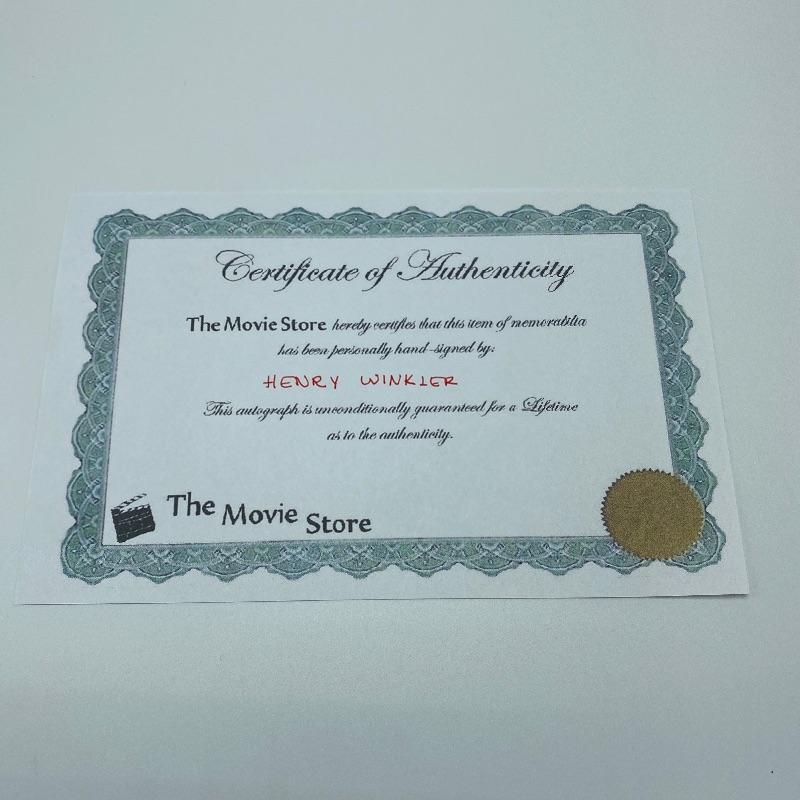 Certificate of Authenticity
The Movie Store hereby certifies that this item of memorabilia
has been personally hand-signed by:
HENRY WINKLER
This autograph is unconditionally guaranteed for a Lifetime
as to the authenticity.
The Movie Store